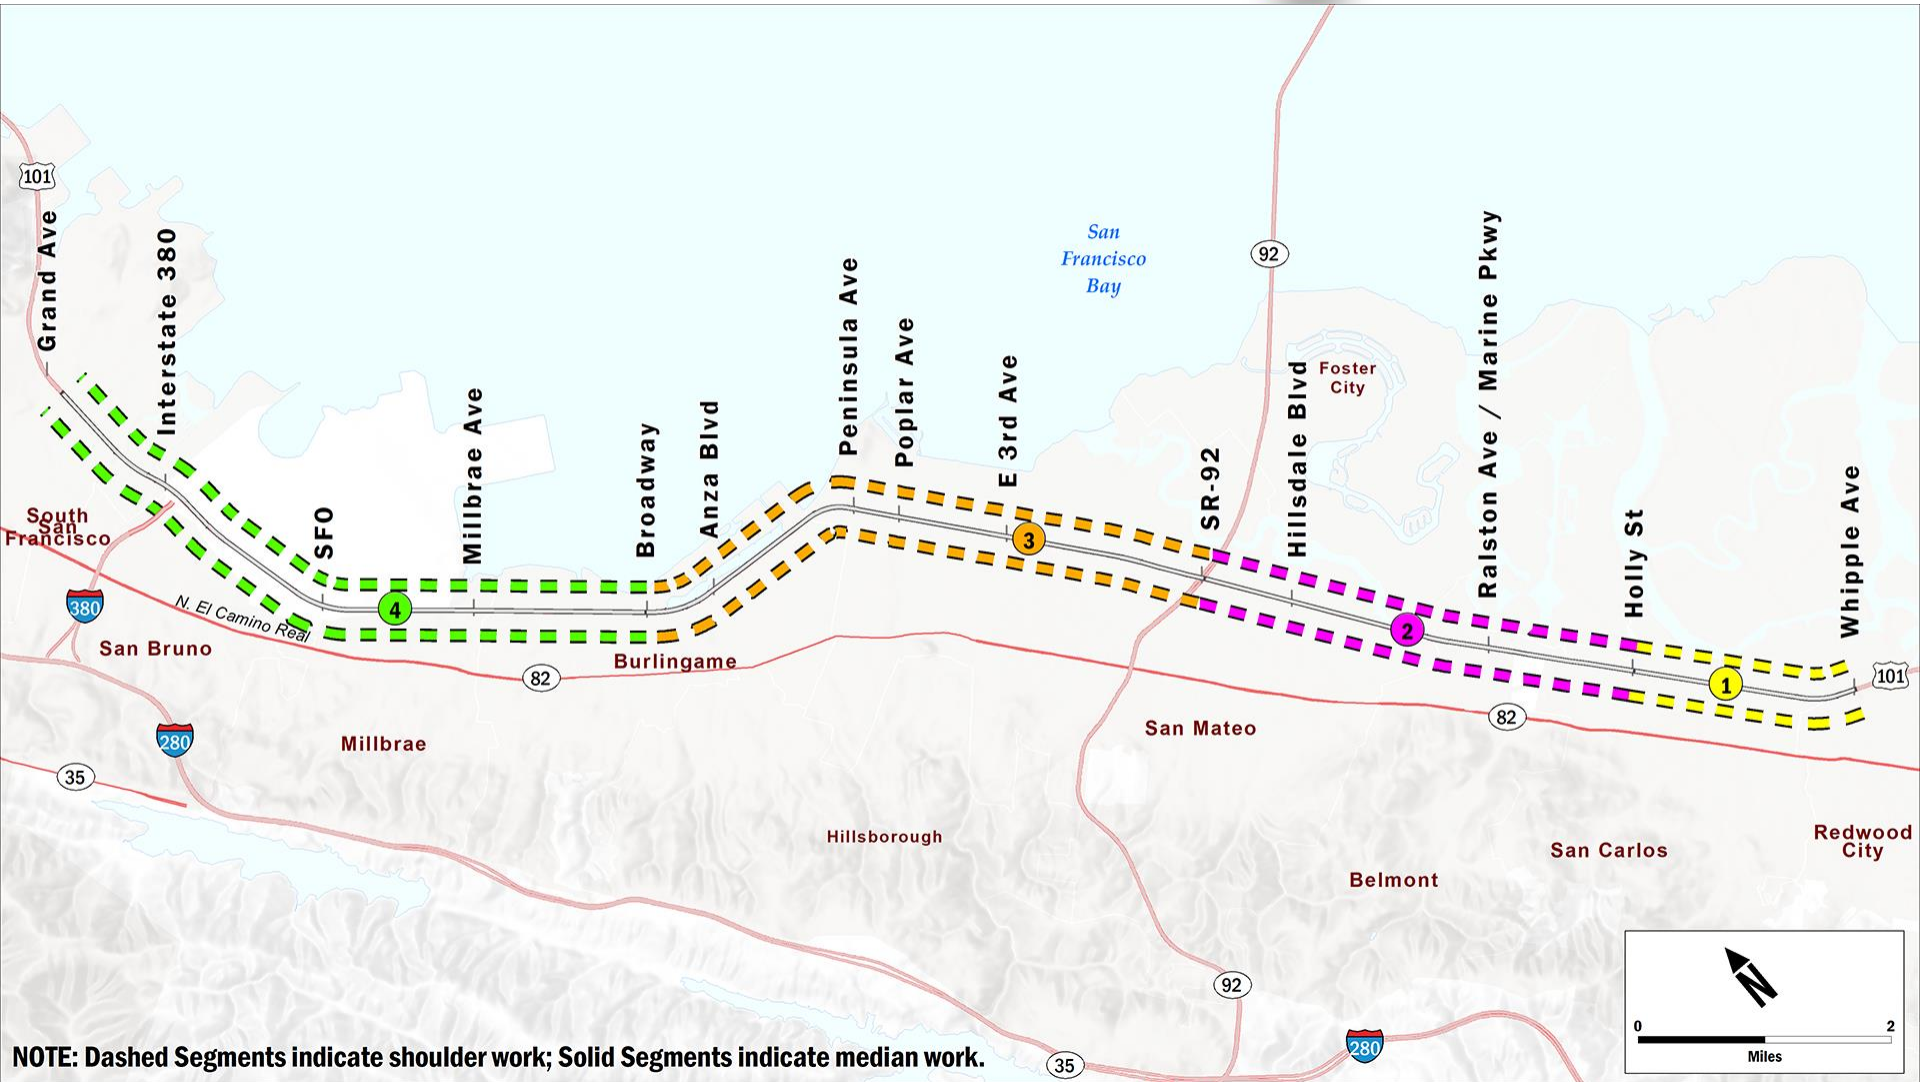 101
Grand Ave
Interstate 380
SFO
Millbrae Ave
Broadway
Anza Blvd
Peninsula Ave
Poplar Ave
E 3rd Ave
San
Francisco
Bay
92
SR-92
Hillsdale Blvd
Foster
City
Ralston Ave / Marine Pkwy
Holly St
Whipple Ave
101
4
3
2
1
South
San
Francisco
380
N. El Camino Real
San Bruno
Burlingame
82
82
280
Millbrae
San Mateo
35
Hillsborough
Belmont
San Carlos
Redwood
City
92
280
35
N
0
2
Miles
NOTE: Dashed Segments indicate shoulder work; Solid Segments indicate median work.